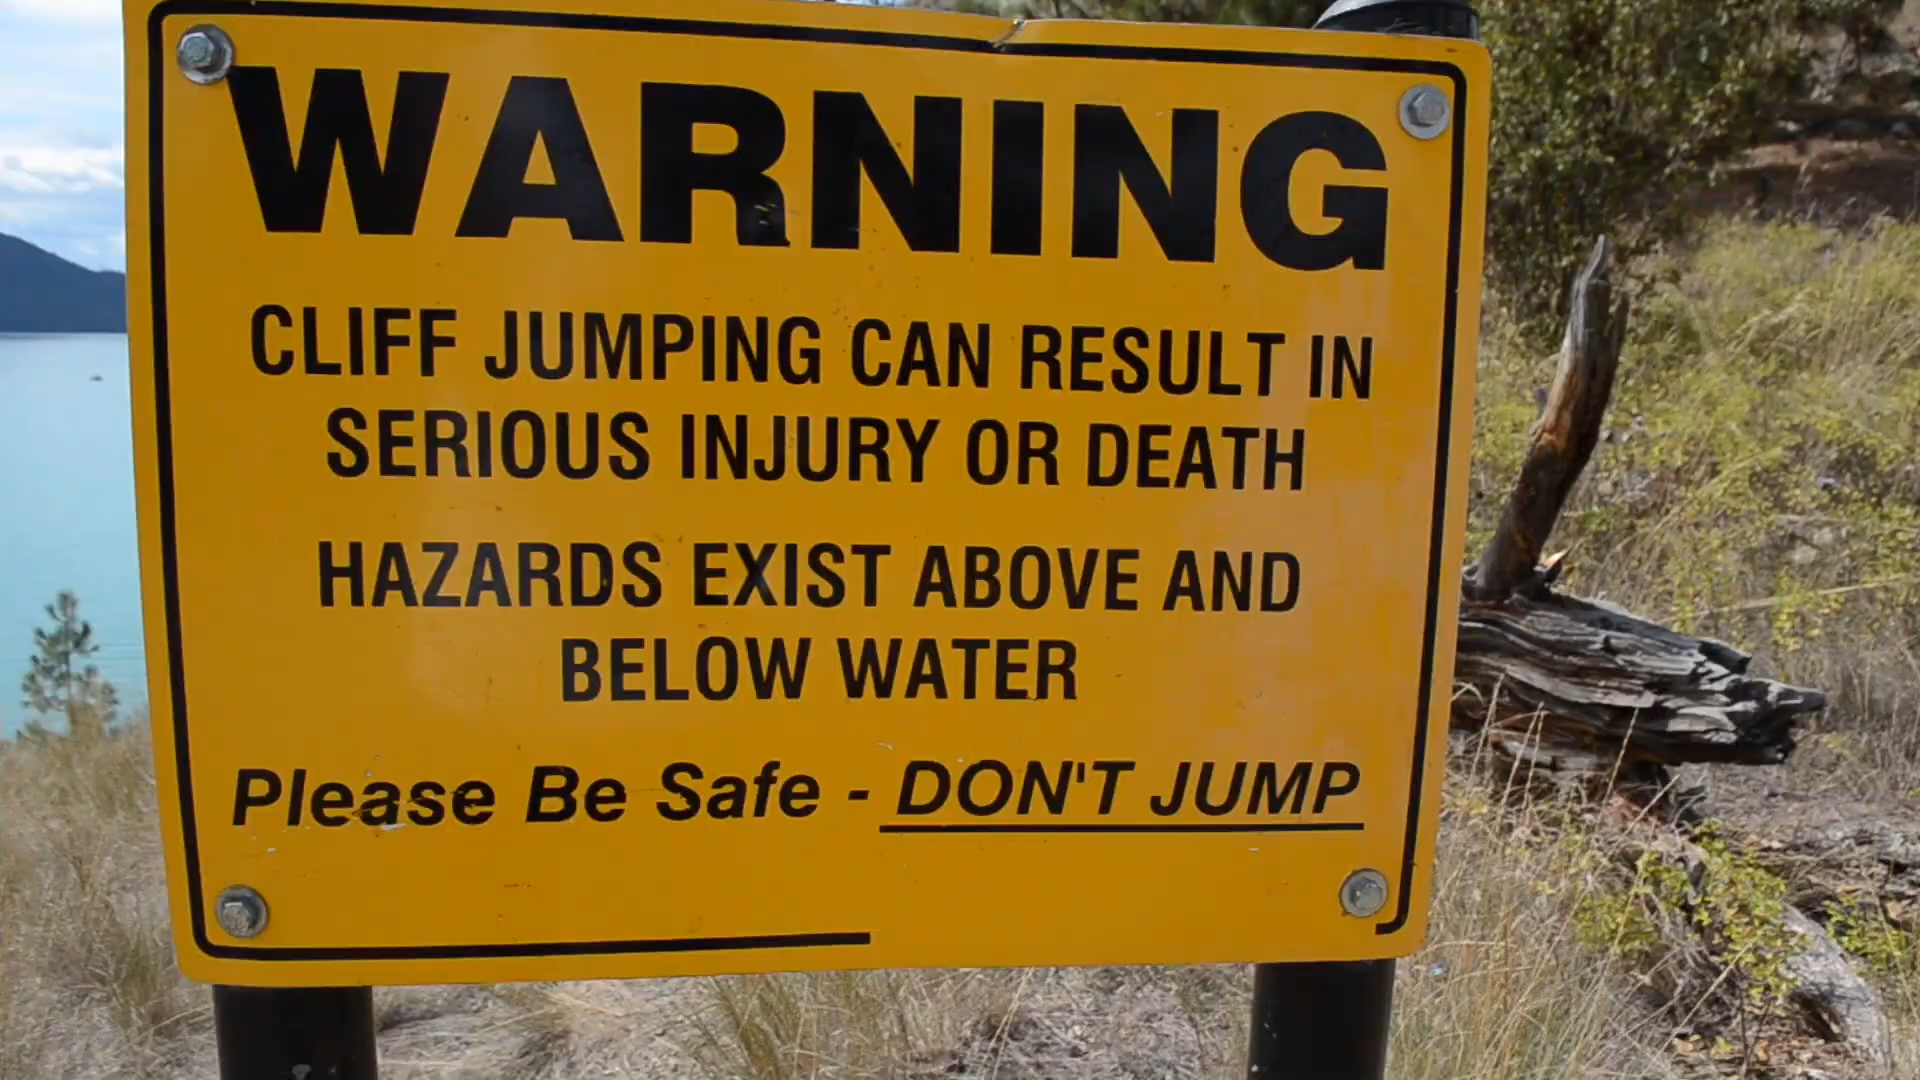 WARNING
CLIFF JUMPING CAN RESULT IN
SERIOUS INJURY OR DEATH
HAZARDS EXIST ABOVE AND
BELOW WATER
Please Be Safe - DON'T JUMP